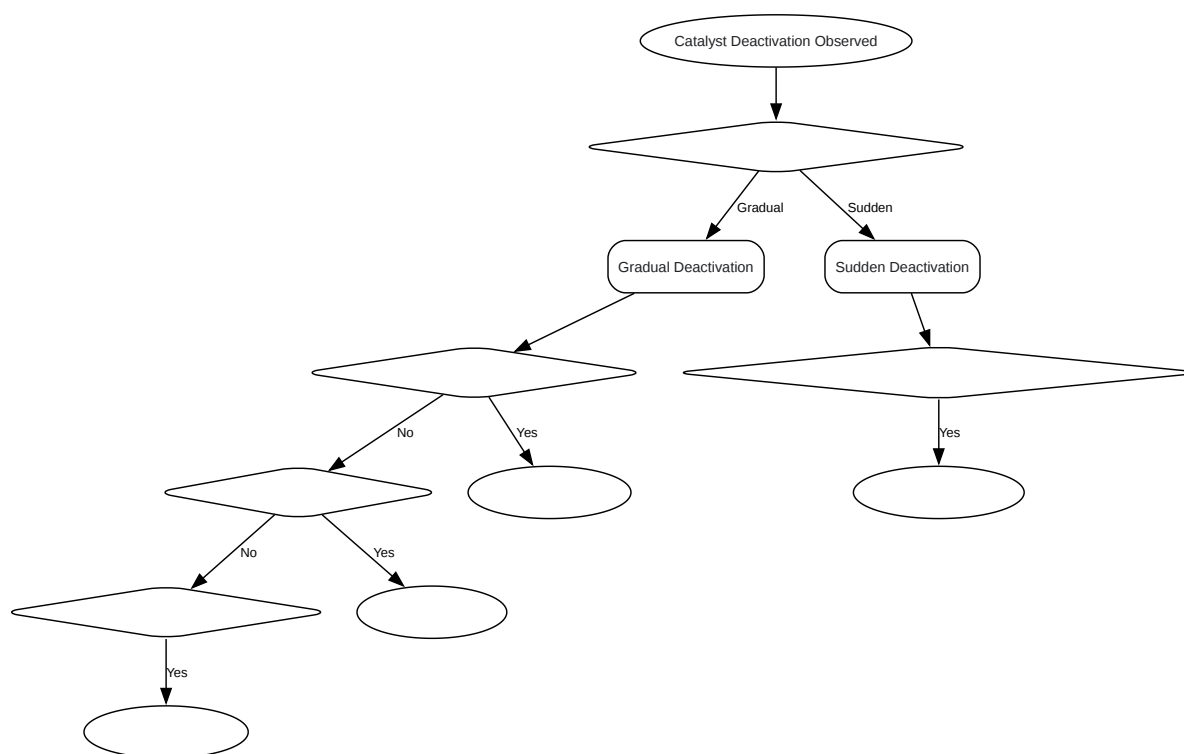 Catalyst Deactivation Observed
Gradual
Sudden
Gradual Deactivation
Sudden Deactivation
No
Yes
Yes
No
Yes
Yes